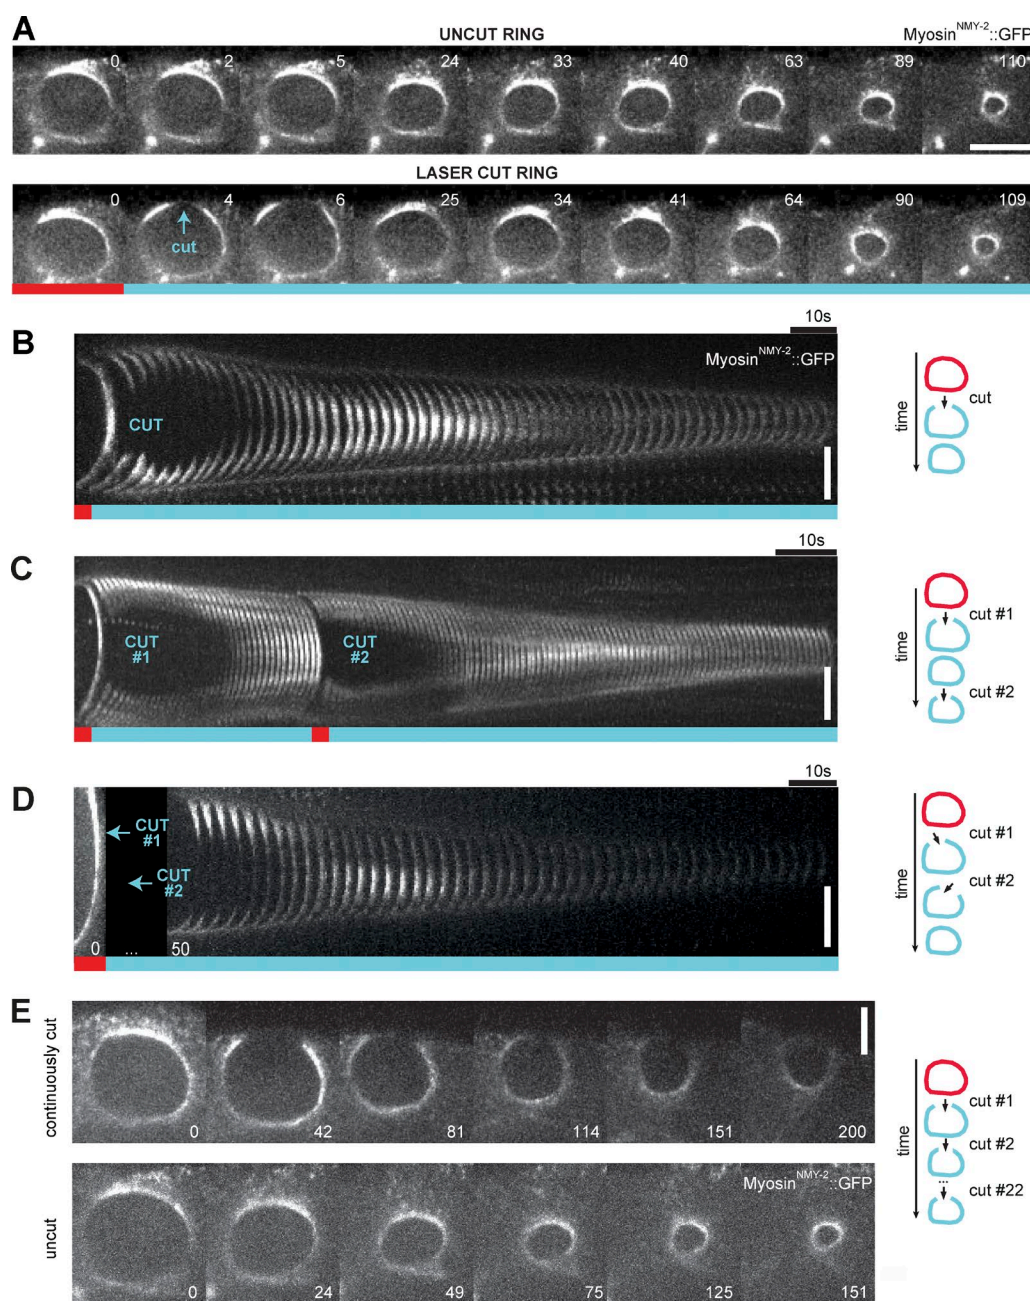 A
UNCUT RING
Myosin^NMY-2::GFP
0 2 5 24 33 40 63 89 110
LASER CUT RING
0 4 6 25 34 41 64 90 109
cut
10s
B
Myosin^NMY-2::GFP
CUT
time
cut
10s
C
CUT #1
CUT #2
time
cut #1
cut #2
10s
D
CUT #1
CUT #2
0 ... 50
time
cut #1
cut #2
E
continuously cut
0 42 81 114 151 200
uncut
Myosin^NMY-2::GFP
0 24 49 75 125 151
time
cut #1
cut #2
...
cut #22